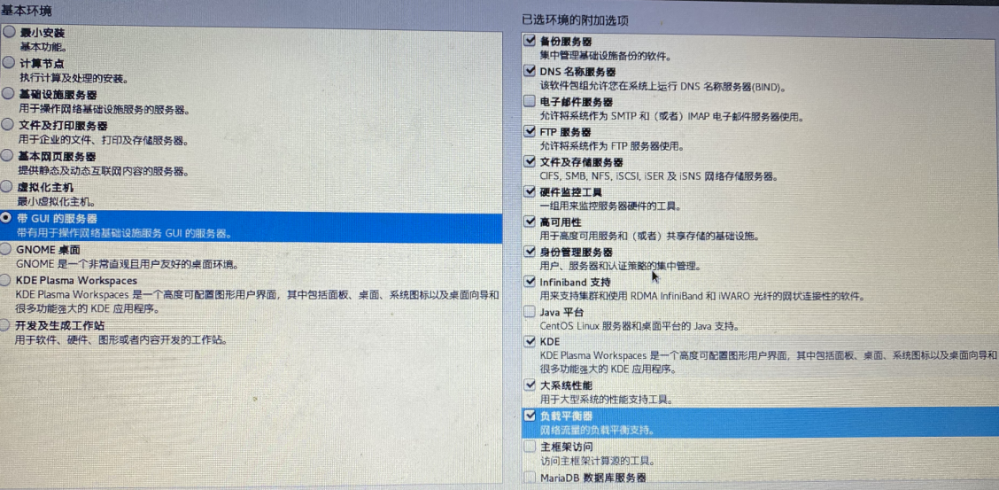 基本环境
最小安装
基本功能。
计算节点
执行计算及处理的安装。
基础设施服务器
用于操作网络基础设施服务的服务器。
文件及打印服务器
用于企业的文件、打印及存储服务器。
基本网页服务器
提供静态及动态互联网内容的服务器。
虚拟化主机
最小虚拟化主机。
带 GUI 的服务器
带有用于操作网络基础设施服务 GUI 的服务器。
GNOME 桌面
GNOME 是一个非常直观且用户友好的桌面环境。
KDE Plasma Workspaces
KDE Plasma Workspaces 是一个高度可配置图形用户界面，其中包括面板、桌面、系统图标以及桌面向导和
很多功能强大的 KDE 应用程序。
开发及生成工作站
用于软件、硬件、图形或者内容开发的工作站。
已选环境的附加选项
备份服务器
集中管理基础设施备份的软件。
DNS 名称服务器
该软件包组允许您在系统上运行 DNS 名称服务器(BIND)。
电子邮件服务器
允许将系统作为 SMTP 和（或者）IMAP 电子邮件服务器使用。
FTP 服务器
允许将系统作为 FTP 服务器使用。
文件及存储服务器
CIFS, SMB, NFS, iSCSI, iSER 及 iSNS 网络存储服务器。
硬件监控工具
一组用来监控服务器硬件的工具。
高可用性
用于高度可用服务和（或者）共享存储的基础设施。
身份管理服务器
用户、服务器和认证策略的集中管理。
Infiniband 支持
用来支持集群和使用 RDMA InfiniBand 和 iWARO 光纤的网状连接性的软件。
Java 平台
CentOS Linux 服务器和桌面平台的 Java 支持。
KDE
KDE Plasma Workspaces 是一个高度可配置图形用户界面，其中包括面板、桌面、系统图标以及桌面向导和
很多功能强大的 KDE 应用程序。
大系统性能
用于大型系统的性能支持工具。
负载平衡器
网络流量的负载平衡支持。
主框架访问
访问主框架计算源的工具。
MariaDB 数据库服务器